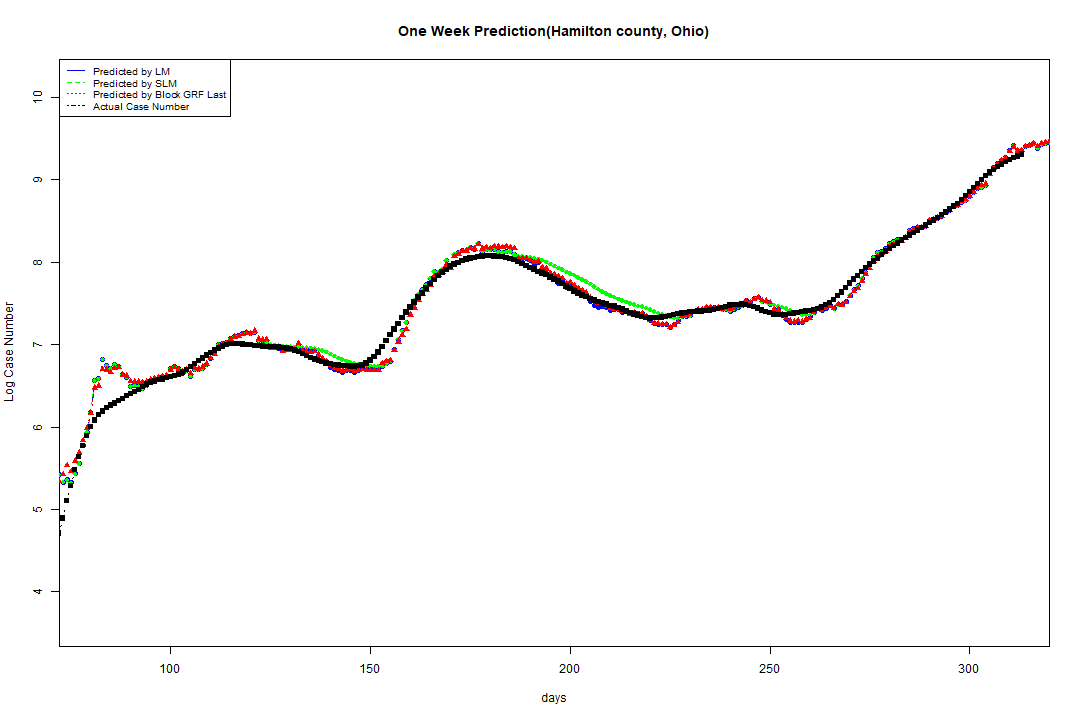 One Week Prediction(Hamilton county, Ohio)
Predicted by LM
Predicted by SLM
Predicted by Block GRF Last
Actual Case Number
Log Case Number
10
9
8
7
6
5
4
100 150 200 250 300
days